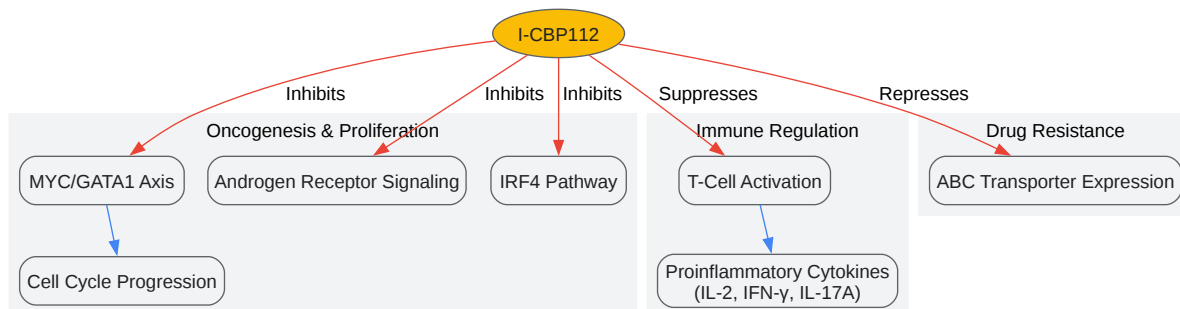 I-CBP112
Inhibits
Inhibits
Inhibits
Suppresses
Represses
Oncogenesis & Proliferation
Immune Regulation
Drug Resistance
MYC/GATA1 Axis
Androgen Receptor Signaling
IRF4 Pathway
T-Cell Activation
ABC Transporter Expression
Cell Cycle Progression
Proinflammatory Cytokines
(IL-2, IFN-γ, IL-17A)